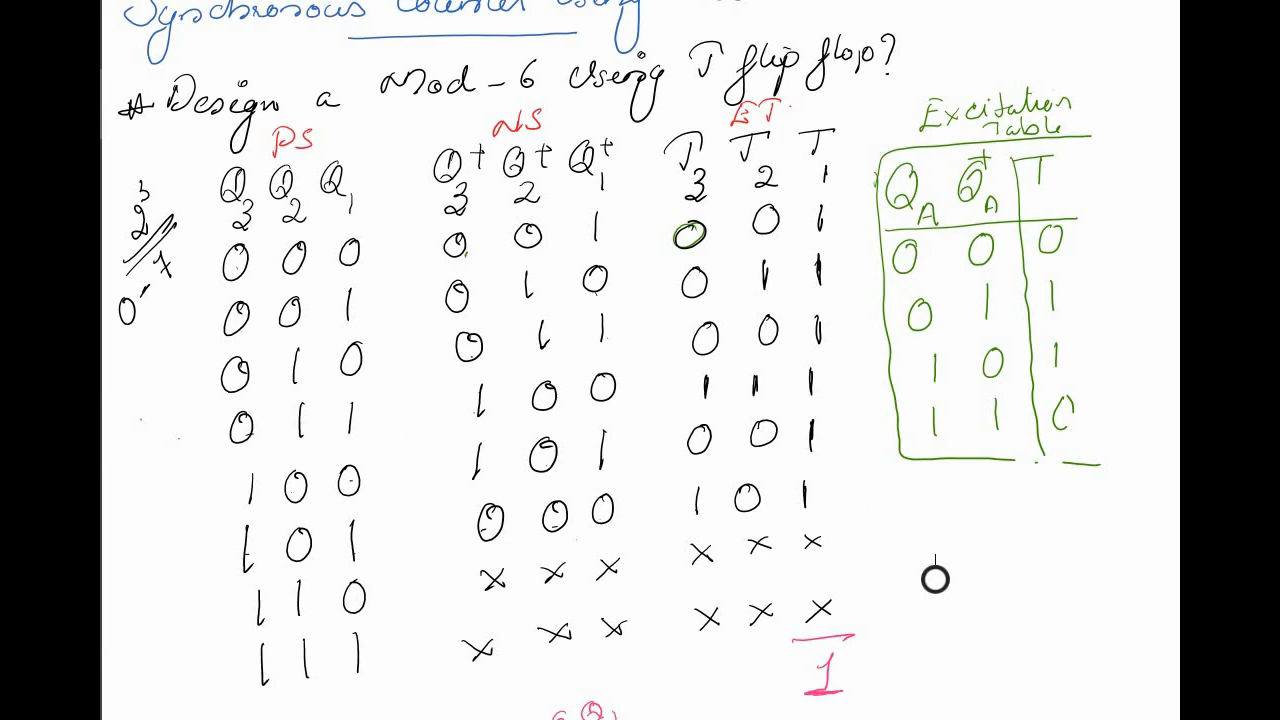 Synchronous Counter using
# Design a Mod-6 Using T flip flop?
PS NS ET
Q3 Q2 Q1 Q3+ Q2+ Q1+ T3 T2 T1
0 0 0 0 0 1 0 0 1
0 0 1 0 1 0 0 1 1
0 1 0 0 1 1 0 0 1
0 1 1 1 0 0 1 1 1
1 0 0 1 0 1 0 0 1
1 0 1 0 0 0 1 0 1
1 1 0 x x x x x x
1 1 1 x x x x x x
1
Excitation
Table
QA QA+ T
0 0 0
0 1 1
1 0 1
1 1 0